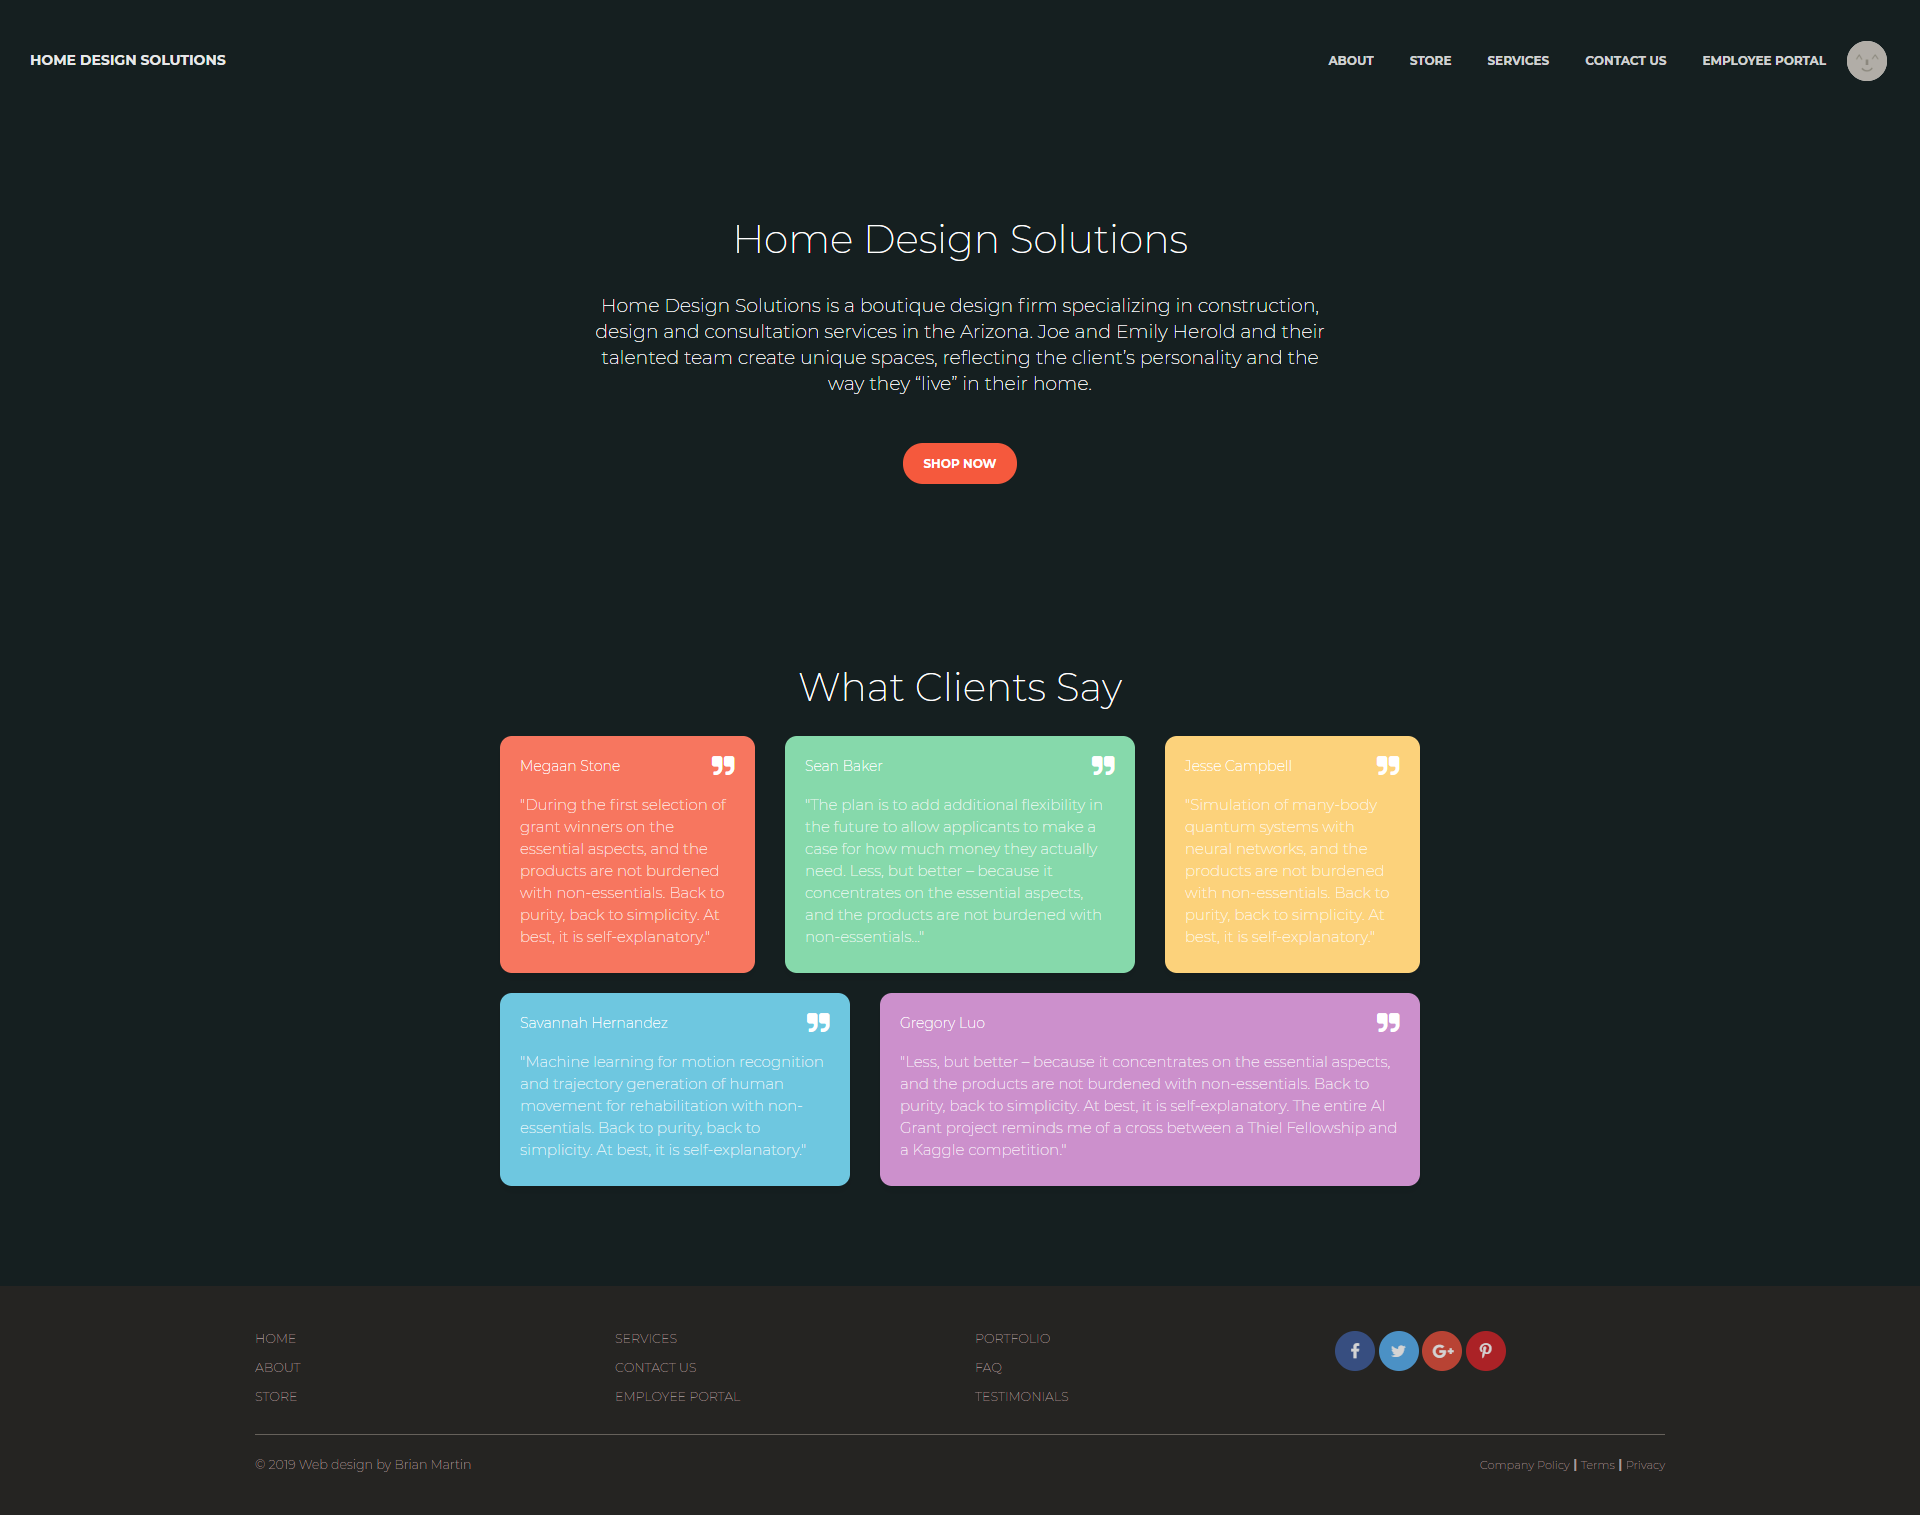 HOME DESIGN SOLUTIONS
ABOUT STORE SERVICES CONTACT US EMPLOYEE PORTAL
Home Design Solutions
Home Design Solutions is a boutique design firm specializing in construction,
design and consultation services in the Arizona. Joe and Emily Herold and their
talented team create unique spaces, reflecting the client’s personality and the
way they “live” in their home.
SHOP NOW
What Clients Say
Megaan Stone
"During the first selection of
grant winners on the
essential aspects, and the
products are not burdened
with non-essentials. Back to
purity, back to simplicity. At
best, it is self-explanatory."
Sean Baker
"The plan is to add additional flexibility in
the future to allow applicants to make a
case for how much money they actually
need. Less, but better – because it
concentrates on the essential aspects,
and the products are not burdened with
non-essentials..."
Jesse Campbell
"Simulation of many-body
quantum systems with
neural networks, and the
products are not burdened
with non-essentials. Back to
purity, back to simplicity. At
best, it is self-explanatory."
Savannah Hernandez
"Machine learning for motion recognition
and trajectory generation of human
movement for rehabilitation with non-
essentials. Back to purity, back to
simplicity. At best, it is self-explanatory."
Gregory Luo
"Less, but better – because it concentrates on the essential aspects,
and the products are not burdened with non-essentials. Back to
purity, back to simplicity. At best, it is self-explanatory. The entire AI
Grant project reminds me of a cross between a Thiel Fellowship and
a Kaggle competition."
HOME
ABOUT
STORE
SERVICES
CONTACT US
EMPLOYEE PORTAL
PORTFOLIO
FAQ
TESTIMONIALS
© 2019 Web design by Brian Martin
Company Policy | Terms | Privacy